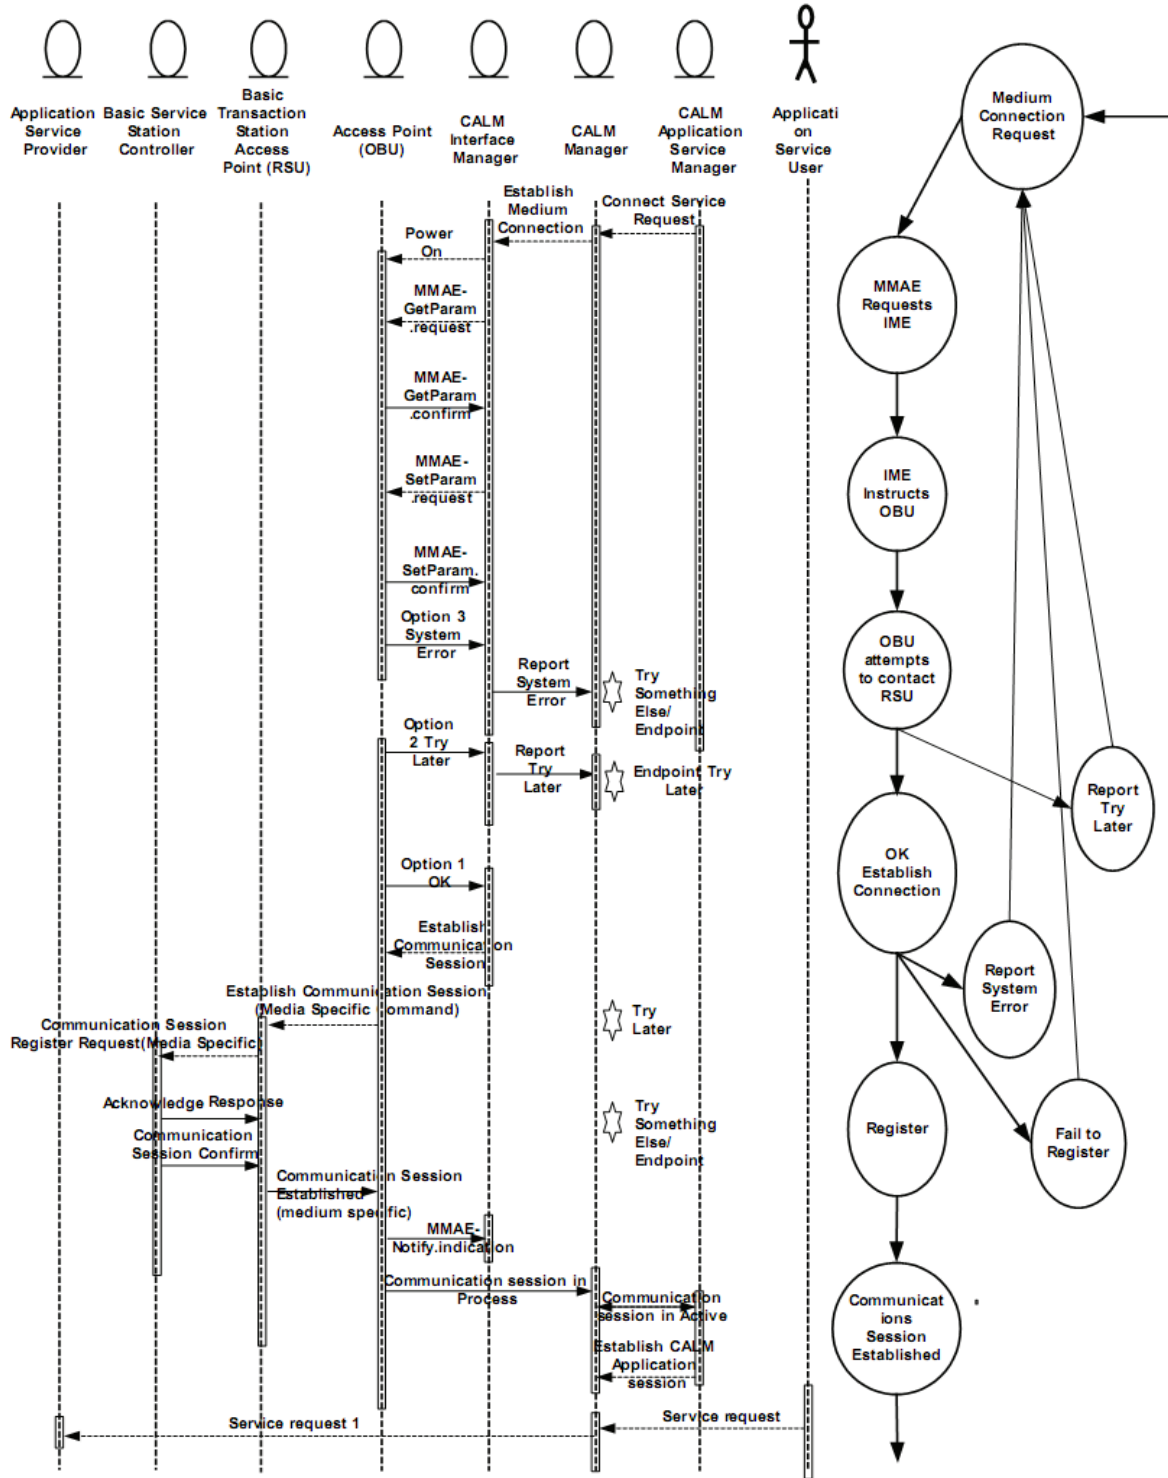 Application
Service
Provider
Basic Service
Station
Controller
Basic
Transaction
Station
Access
Point (RSU)
Access Point
(OBU)
CALM
Interface
Manager
CALM
Manager
CALM
Application
Service
Manager
Applicati
on
Service
User
Establish
Medium
Connection
Connect Service
Request
Power
On
MMAE-
GetParam
.request
MMAE-
GetParam
.confirm
MMAE-
SetParam
.request
MMAE-
SetParam.
confirm
Option 3
System
Error
Report
System
Error
Try
Something
Else/
Endpoint
Option
2 Try
Later
Report
Try
Later
Endpoint Try
Later
Option 1
OK
Establish
Communication
Session
Establish Communication Session
(Media Specific Command)
Communication Session
Register Request(Media Specific
Try
Later
Acknowledge Response
Communication
Session Confirm
Try
Something
Else/
Endpoint
Communication Session
Established
(medium specific)
MMAE-
Notify.indication
Communication session in
Process
Communication
session in Active
Establish CALM
Application
session
Service request 1
Service request
Medium
Connection
Request
MMAE
Requests
IME
IME
Instructs
OBU
OBU
attempts
to contact
RSU
Report
Try
Later
OK
Establish
Connection
Report
System
Error
Register
Fail to
Register
Communicat
ions
Session
Established